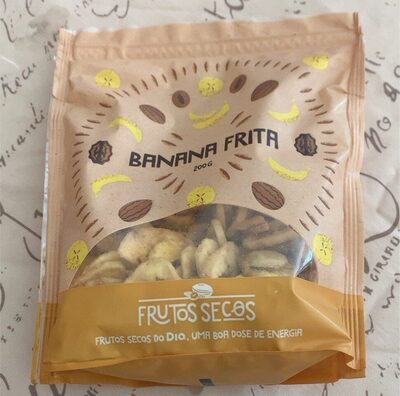 BANANA FRITA
200G
FRUTOS SECOS
FRUTOS SECOS DO DIA, UMA BOA DOSE DE ENERGIA